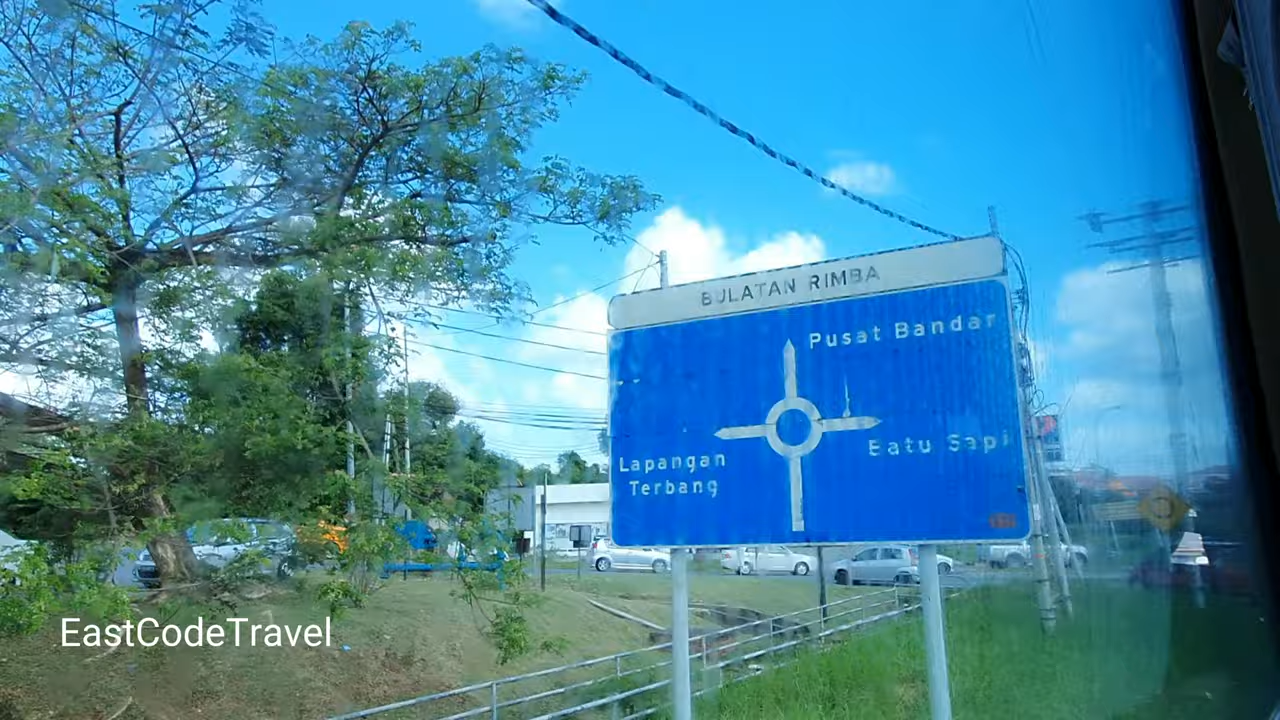 BULATAN RIMBA
Pusat Bandar
Batu Sapi
Lapangan
Terbang
EastCodeTravel